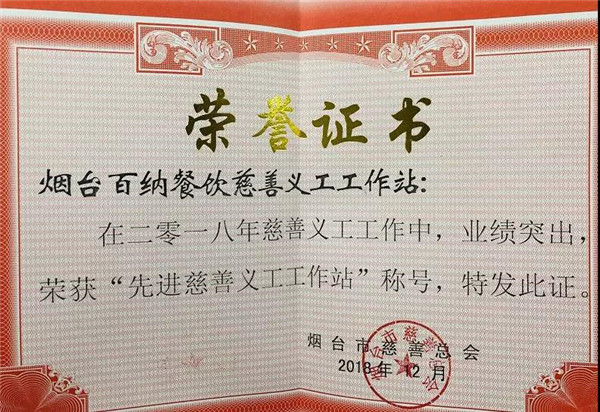 荣誉证书
烟台百纳餐饮慈善义工工作站:
在二零一八年慈善义工工作中,业绩突出,
荣获“先进慈善义工工作站”称号,特发此证。
烟台市慈善总会
2018年12月